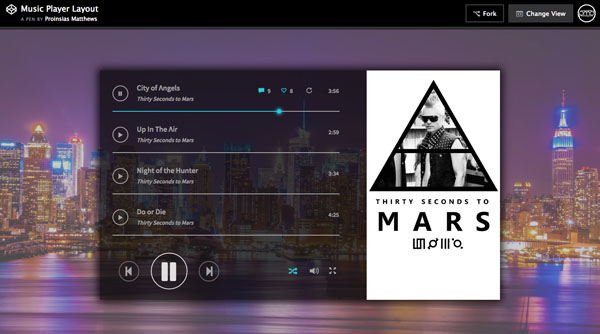 Music Player Layout
A PEN BY Proinsias Matthews
Fork
Change View
City of Angels
9
8
3:56
Thirty Seconds to Mars
Up In The Air
2:59
Thirty Seconds to Mars
Night of the Hunter
3:34
Thirty Seconds to Mars
Do or Die
4:25
Thirty Seconds to Mars
THIRTY SECONDS TO
MARS